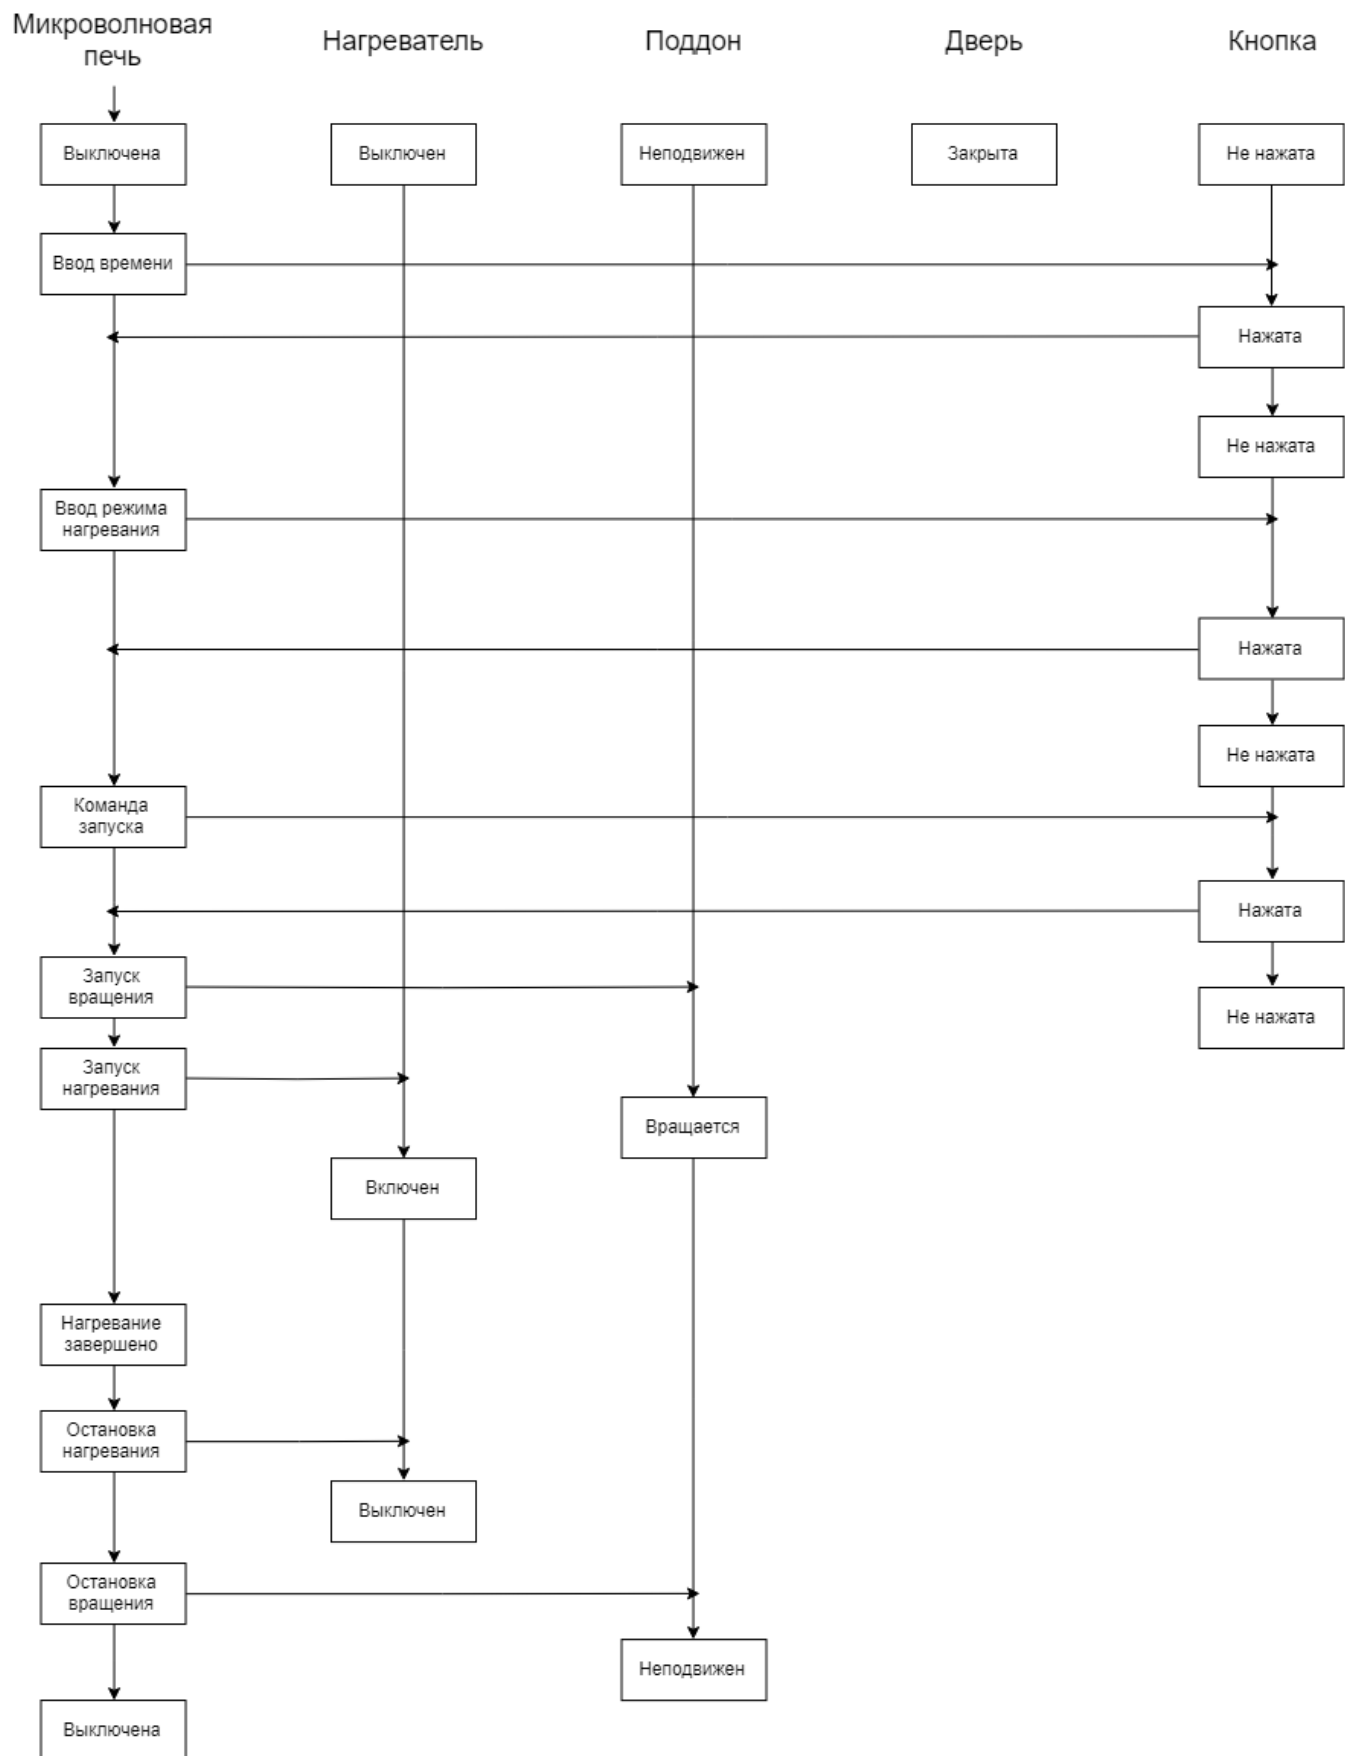 Микроволновая
печь
Нагреватель
Поддон
Дверь
Кнопка
Выключена
Выключен
Неподвижен
Закрыта
Не нажата
Ввод времени
Нажата
Не нажата
Ввод режима
нагревания
Нажата
Не нажата
Команда
запуска
Нажата
Запуск
вращения
Не нажата
Запуск
нагревания
Вращается
Включен
Нагревание
завершено
Остановка
нагревания
Выключен
Остановка
вращения
Неподвижен
Выключена